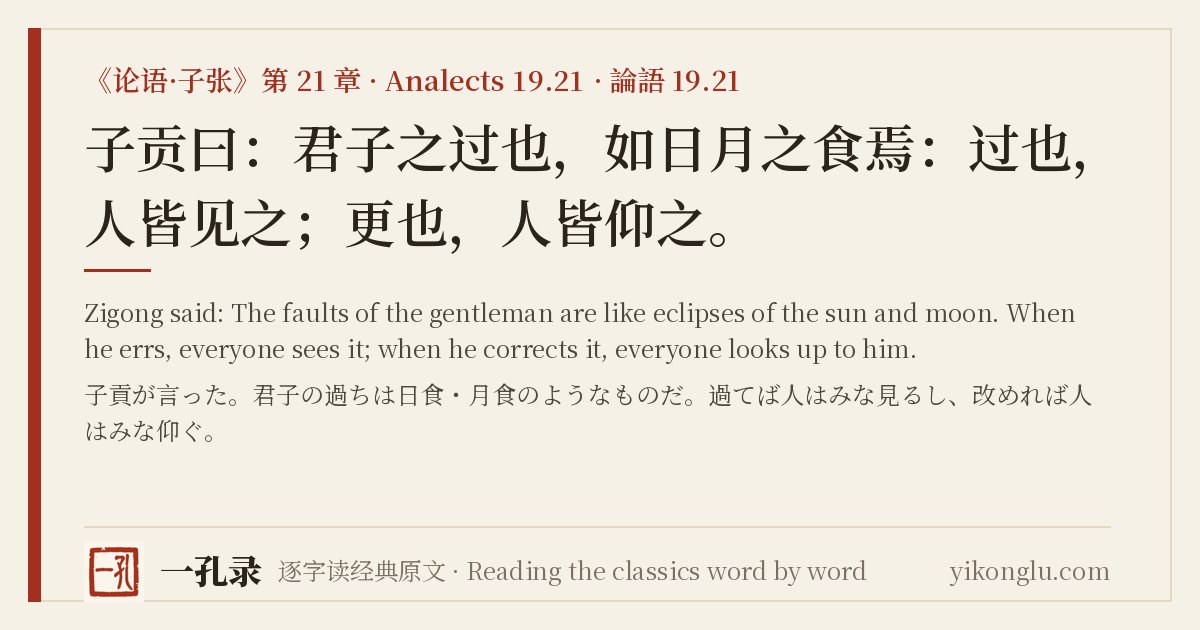 《论语·子张》第 21 章 · Analects 19.21 · 論語 19.21
子贡曰：君子之过也，如日月之食焉：过也，
人皆见之；更也，人皆仰之。
Zigong said: The faults of the gentleman are like eclipses of the sun and moon. When
he errs, everyone sees it; when he corrects it, everyone looks up to him.
子貢が言った。君子の過ちは日食・月食のようなものだ。過てば人はみな見るし、改めれば人
はみな仰ぐ。
一孔
一孔录 逐字读经典原文 · Reading the classics word by word yikonglu.com